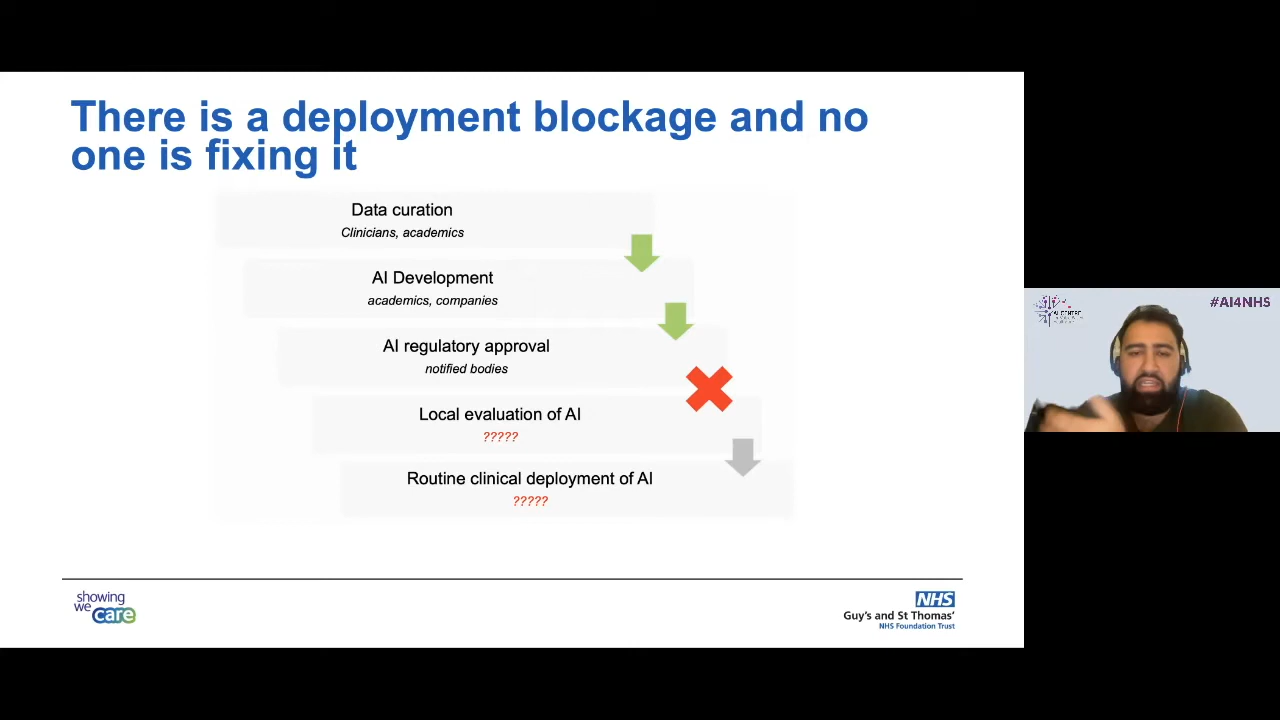 There is a deployment blockage and no
one is fixing it
Data curation
Clinicians, academics
AI Development
academics, companies
AI regulatory approval
notified bodies
Local evaluation of AI
?????
Routine clinical deployment of AI
?????
showing
we care
NHS
Guy's and St Thomas'
NHS Foundation Trust
AI CENTRE
#AI4NHS